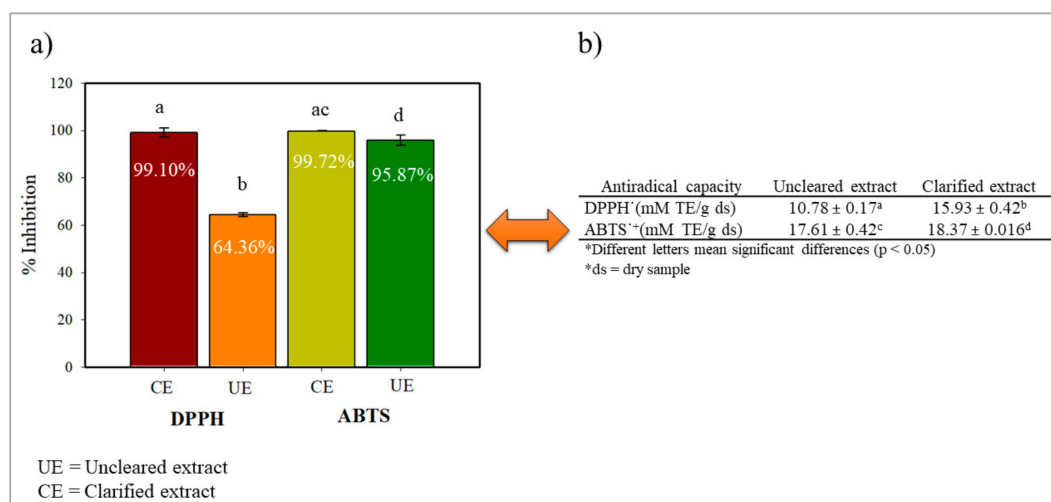 a)
120
100
80
60
40
20
0
% Inhibition
a
b
ac
d
99.10%
64.36%
99.72%
95.87%
CE
UE
CE
UE
DPPH
ABTS
UE = Uncleared extract
CE = Clarified extract
b)
Antiradical capacity Uncleared extract Clarified extract
DPPH˙(mM TE/g ds) 10.78 ± 0.17ᵃ 15.93 ± 0.42ᵇ
ABTS˙⁺(mM TE/g ds) 17.61 ± 0.42ᶜ 18.37 ± 0.016ᵈ
*Different letters mean significant differences (p < 0.05)
*ds = dry sample